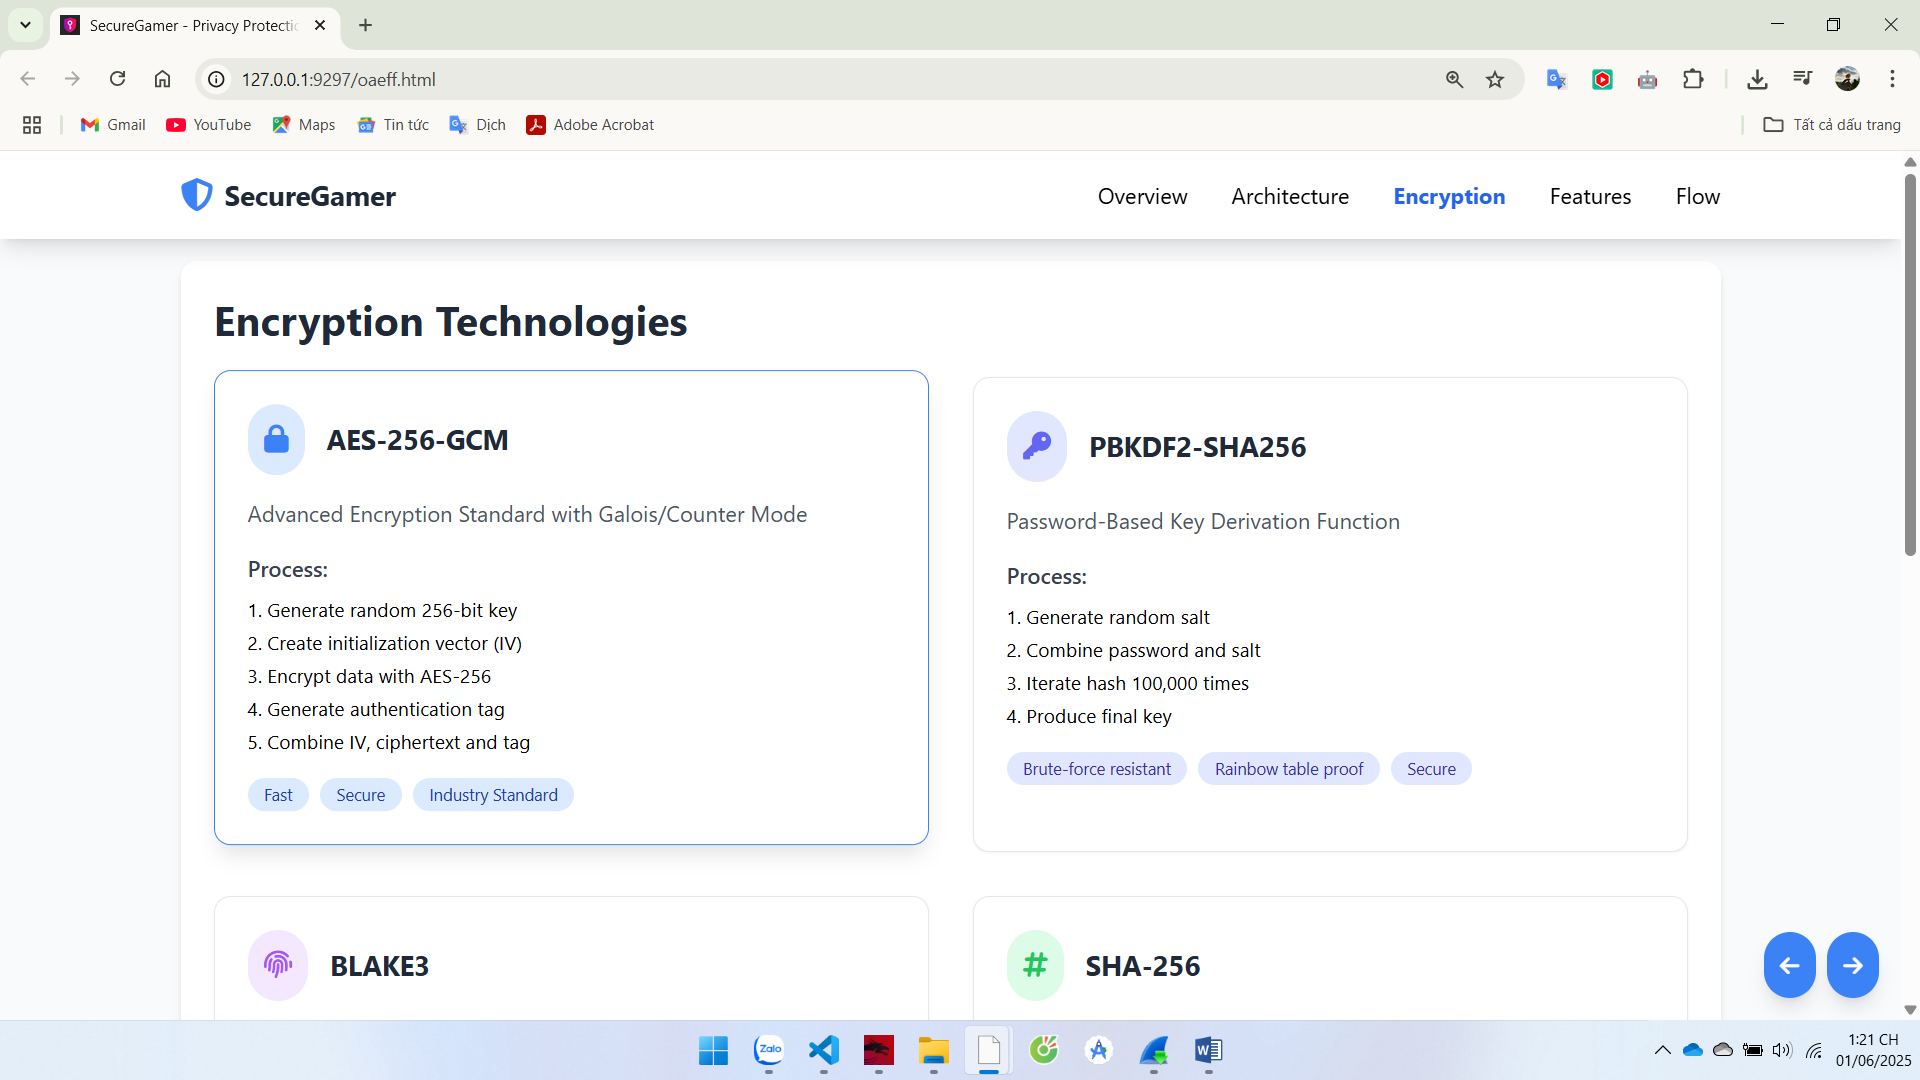 SecureGamer - Privacy Protectic
127.0.0.1:9297/oaeff.html
Gmail
YouTube
Maps
Tin tức
Dịch
Adobe Acrobat
Tất cả dấu trang
SecureGamer
Overview
Architecture
Encryption
Features
Flow
Encryption Technologies
AES-256-GCM
Advanced Encryption Standard with Galois/Counter Mode
Process:
1. Generate random 256-bit key
2. Create initialization vector (IV)
3. Encrypt data with AES-256
4. Generate authentication tag
5. Combine IV, ciphertext and tag
Fast
Secure
Industry Standard
PBKDF2-SHA256
Password-Based Key Derivation Function
Process:
1. Generate random salt
2. Combine password and salt
3. Iterate hash 100,000 times
4. Produce final key
Brute-force resistant
Rainbow table proof
Secure
BLAKE3
SHA-256
Zalo
1:21 CH
01/06/2025